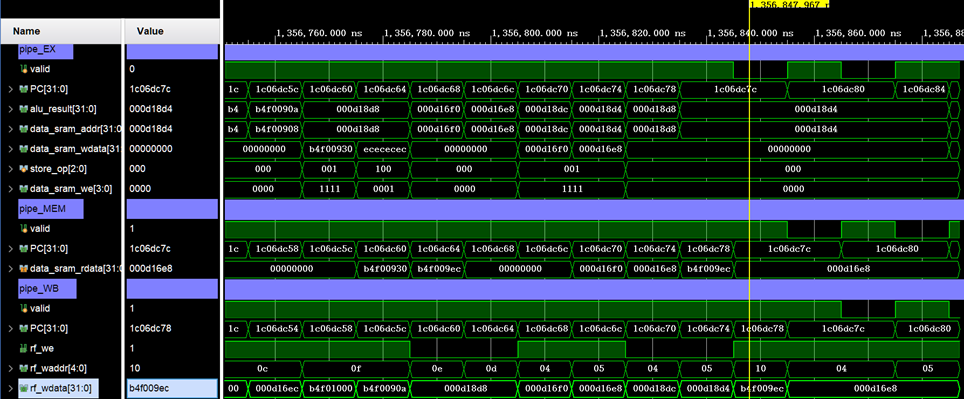 1,356,847.967 n
Name Value 1,356,760.000 ns 1,356,780.000 ns 1,356,800.000 ns 1,356,820.000 ns 1,356,840.000 ns 1,356,860.000 ns 1,356,88
pipe_EX
valid 0
PC[31:0] 1c06dc7c 1c 1c06dc5c 1c06dc60 1c06dc64 1c06dc68 1c06dc6c 1c06dc70 1c06dc74 1c06dc78 1c06dc7c 1c06dc80 1c06dc84
alu_result[31:0] 000d18d4 b4 b4f0090a 000d18d8 000d16f0 000d16e8 000d18dc 000d18d4 000d18d8 000d18d4
data_sram_addr[31:0 000d18d4 b4 b4f00908 000d18d8 000d16f0 000d16e8 000d18dc 000d18d4 000d18d8 000d18d4
data_sram_wdata[31: 00000000 00000000 b4f00930 ecececec 00000000 000d16f0 000d16e8 00000000
store_op[2:0] 000 000 001 100 000 001 000
data_sram_we[3:0] 0000 0000 1111 0001 0000 1111 0000
pipe_MEM
valid 1
PC[31:0] 1c06dc7c 1c 1c06dc58 1c06dc5c 1c06dc60 1c06dc64 1c06dc68 1c06dc6c 1c06dc70 1c06dc74 1c06dc78 1c06dc7c 1c06dc80
data_sram_rdata[31:0 000d16e8 00000000 b4f00930 b4f009ec 00000000 000d16f0 000d16e8 b4f009ec 000d16e8
pipe_WB
valid 1
PC[31:0] 1c06dc78 1c 1c06dc54 1c06dc58 1c06dc5c 1c06dc60 1c06dc64 1c06dc68 1c06dc6c 1c06dc70 1c06dc74 1c06dc78 1c06dc7c 1c06dc80
rf_we 1
rf_waddr[4:0] 10 0c 0f 0e 0d 04 05 04 05 10 04 05
rf_wdata[31:0] b4f009ec 00 000d16ec b4f01000 b4f0090a 000d18d8 000d16f0 000d16e8 000d18dc 000d18d4 b4f009ec 000d16e8